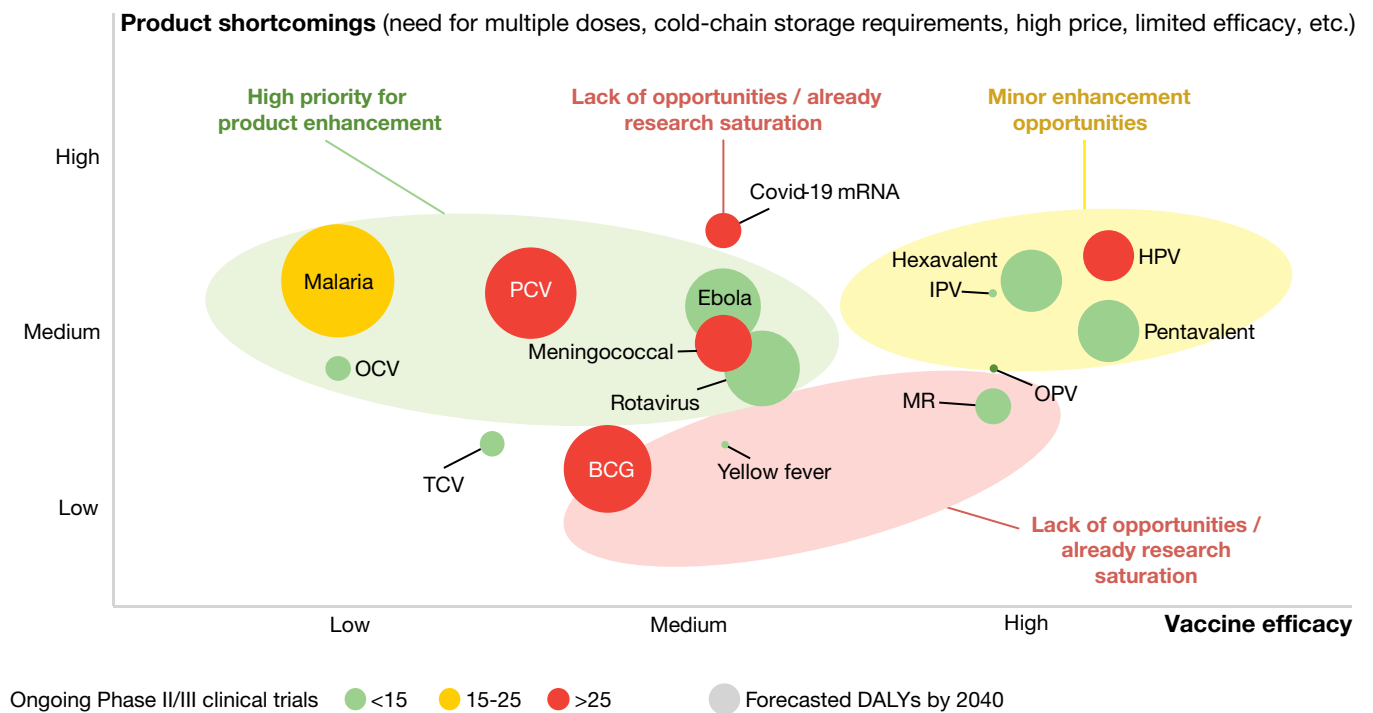 Product shortcomings (need for multiple doses, cold-chain storage requirements, high price, limited efficacy, etc.)
High priority for
product enhancement
Lack of opportunities / already
research saturation
Minor enhancement
opportunities
High
Covid-19 mRNA
Malaria
PCV
Ebola
Hexavalent
HPV
IPV
Medium
Pentavalent
Meningococcal
OCV
Rotavirus
MR
OPV
TCV
BCG
Yellow fever
Low
Lack of opportunities /
already research
saturation
Low
Medium
High
Vaccine efficacy
Ongoing Phase II/III clinical trials
<15
15-25
>25
Forecasted DALYs by 2040